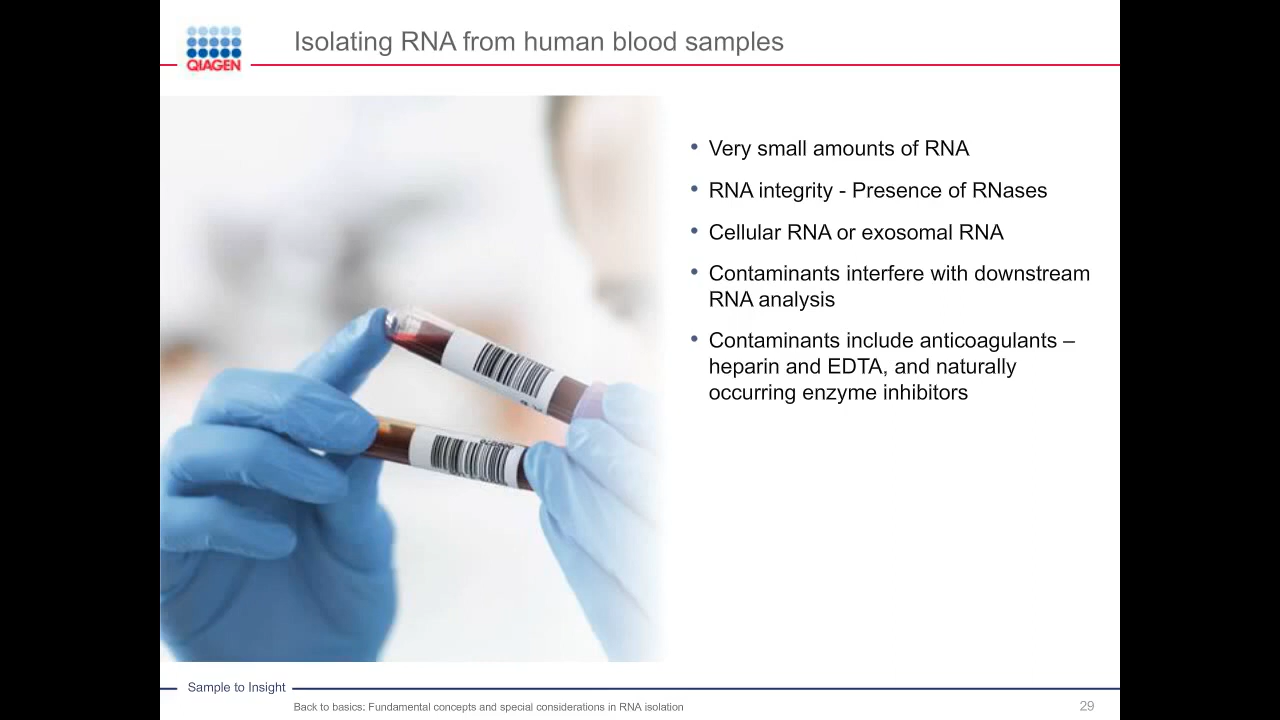 QIAGEN
Isolating RNA from human blood samples
• Very small amounts of RNA
• RNA integrity - Presence of RNases
• Cellular RNA or exosomal RNA
• Contaminants interfere with downstream
RNA analysis
• Contaminants include anticoagulants –
heparin and EDTA, and naturally
occurring enzyme inhibitors
Sample to Insight
Back to basics: Fundamental concepts and special considerations in RNA isolation
29